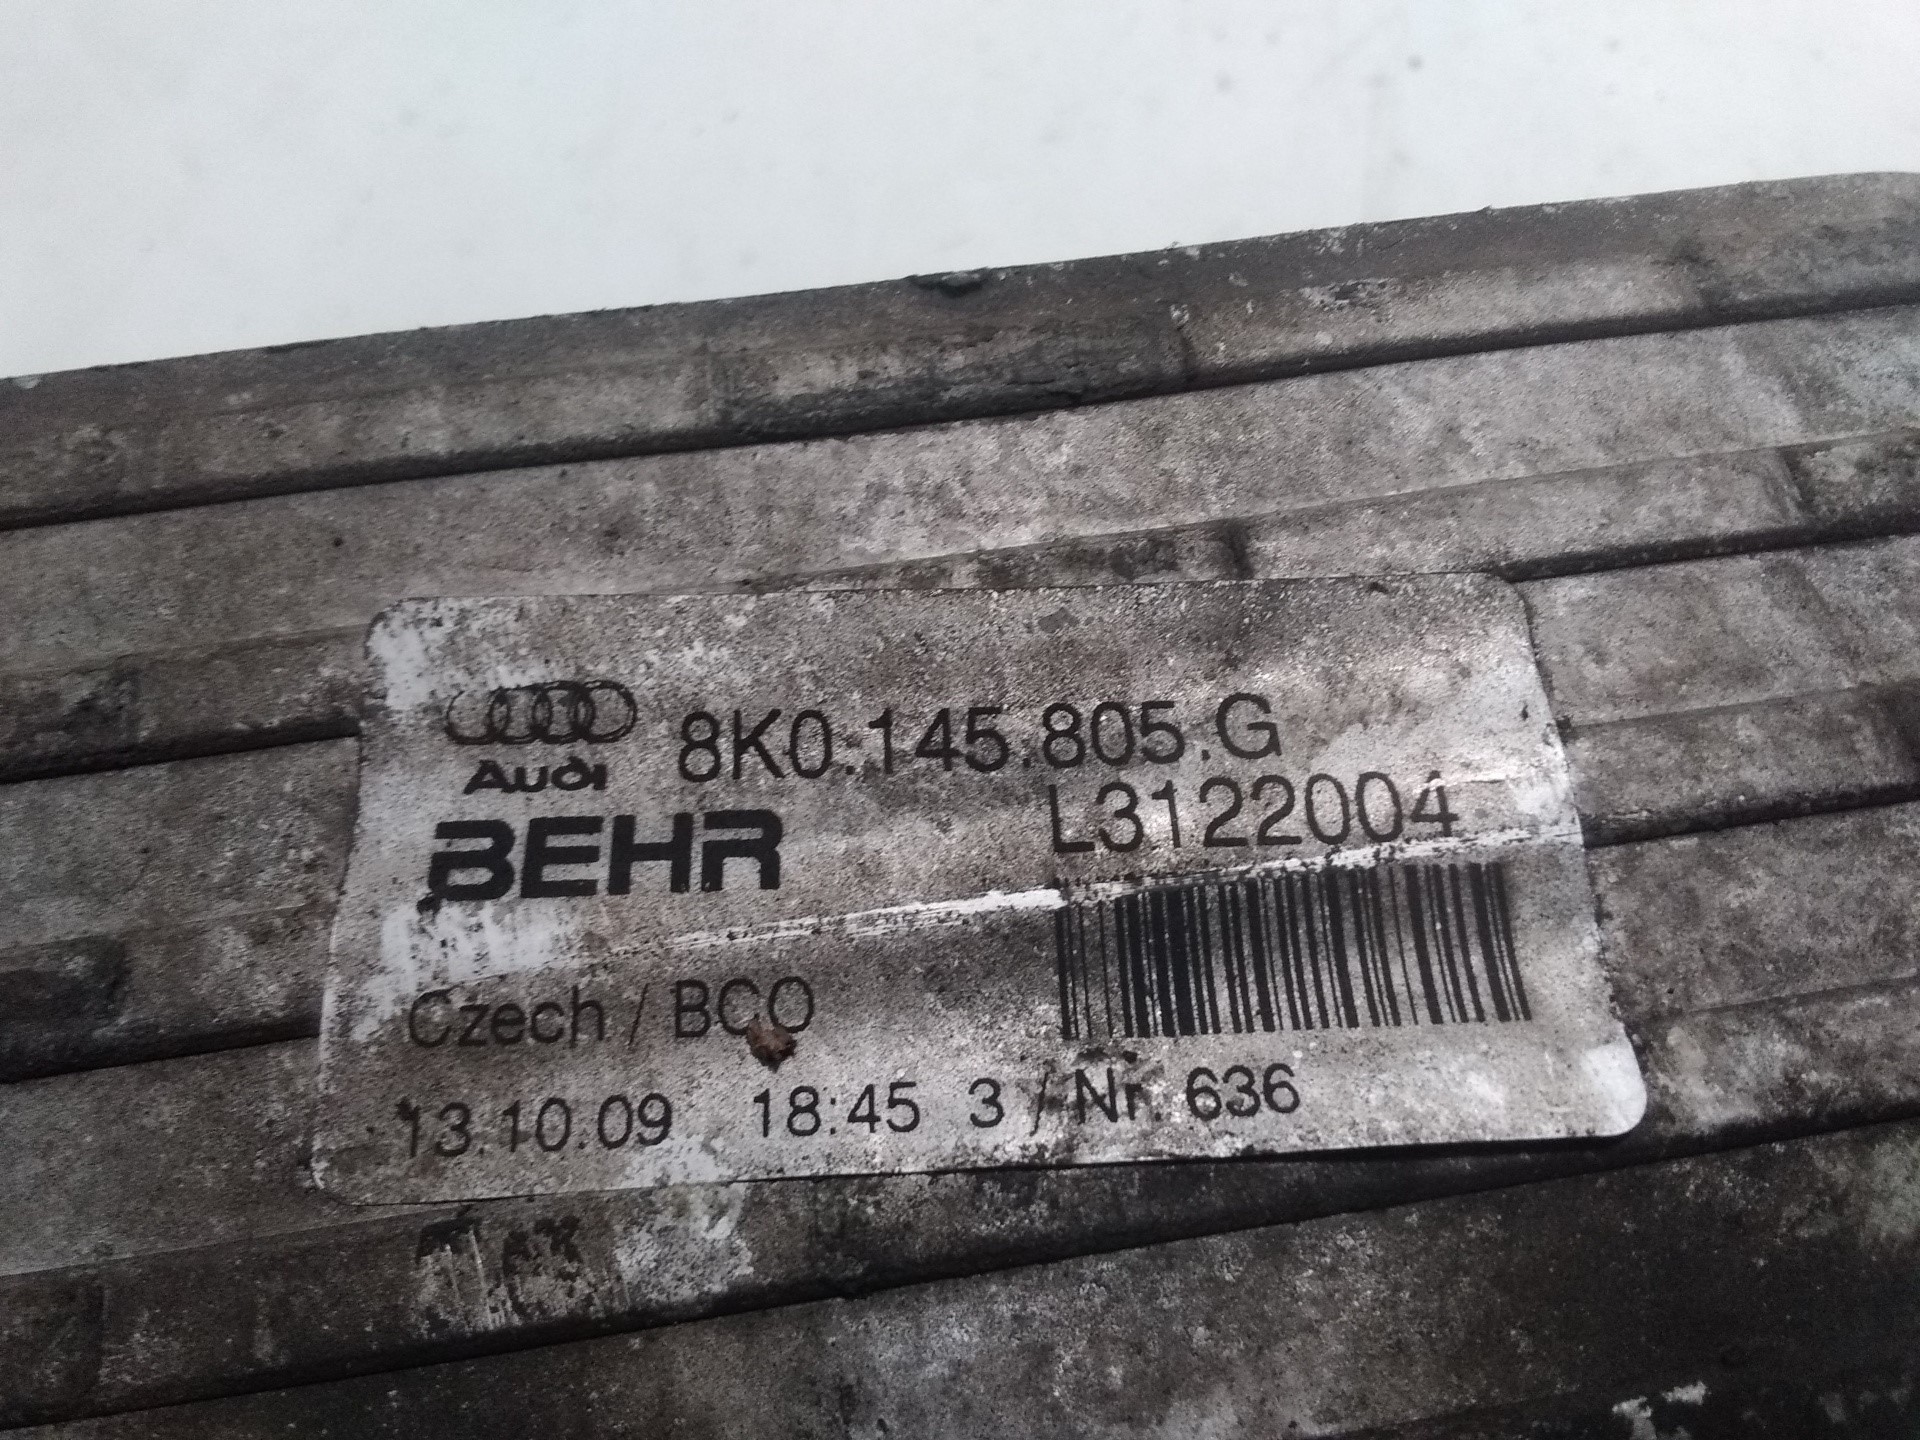 Audi 8K0.145.805.G
BEHR L3122004
Czech / BCO
13.10.09 18:45 3 / Nr. 636